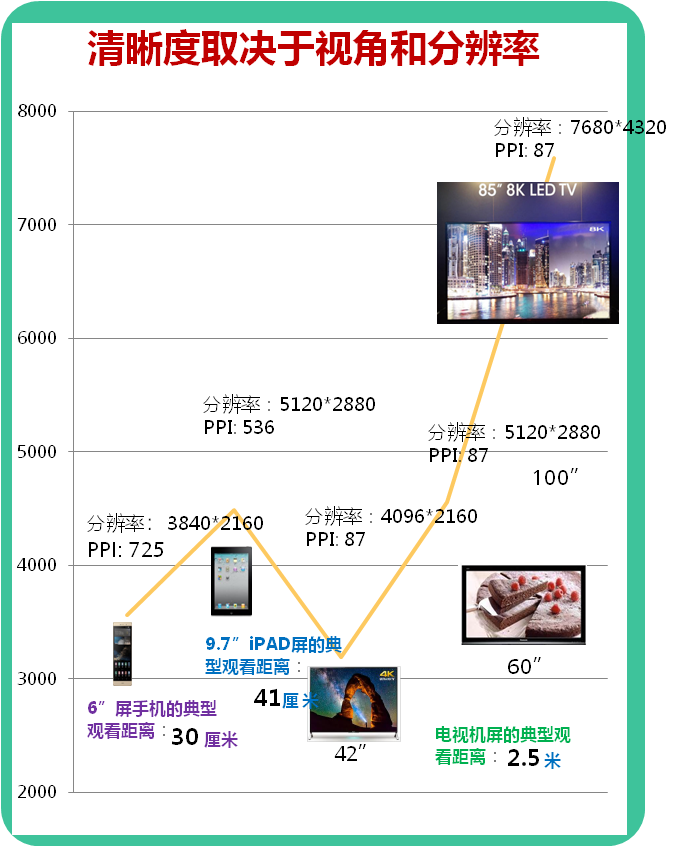 清晰度取决于视角和分辨率
8000
7000
6000
5000
4000
3000
2000
分辨率：7680*4320
PPI: 87
85” 8K LED TV
8K
分辨率：5120*2880
PPI: 536
分辨率：5120*2880
PPI: 87
100”
分辨率： 3840*2160
PPI: 725
分辨率：4096*2160
PPI: 87
9.7”iPAD屏的典
型观看距离：
41厘米
4K
60”
6”屏手机的典型
观看距离：30 厘米
42”
电视机屏的典型观
看距离： 2.5 米